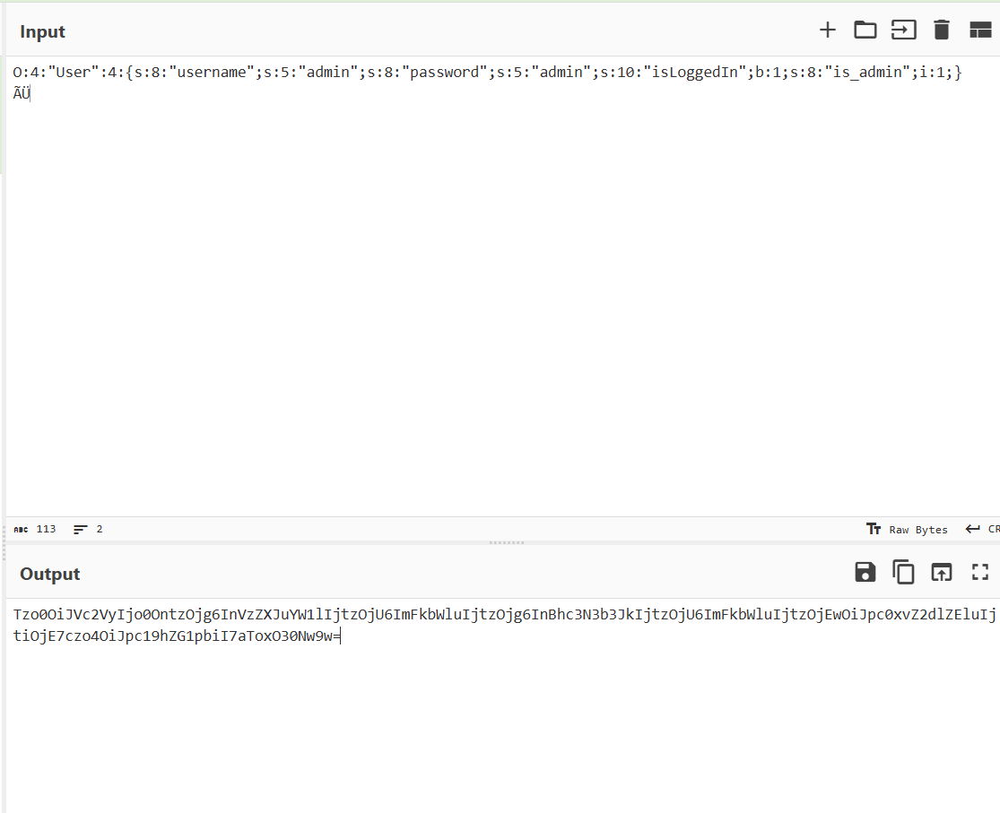 Input
O:4:"User":4:{s:8:"username";s:5:"admin";s:8:"password";s:5:"admin";s:10:"isLoggedIn";b:1;s:8:"is_admin";i:1;}
ÃÜ
ABC 113 2
Raw Bytes
CR
Output
Tzo0OiJVc2VyIjo0OntzOjg6InVzZXJuYW1lIjtzOjU6ImFkbWluIjtzOjg6InBhc3N3b3JkIjtzOjU6ImFkbWluIjtzOjEwOiJpc0xvZ2dlZEluIj
tiOjE7czo4OiJpc19hZG1pbiI7aToxO30Nw9w=